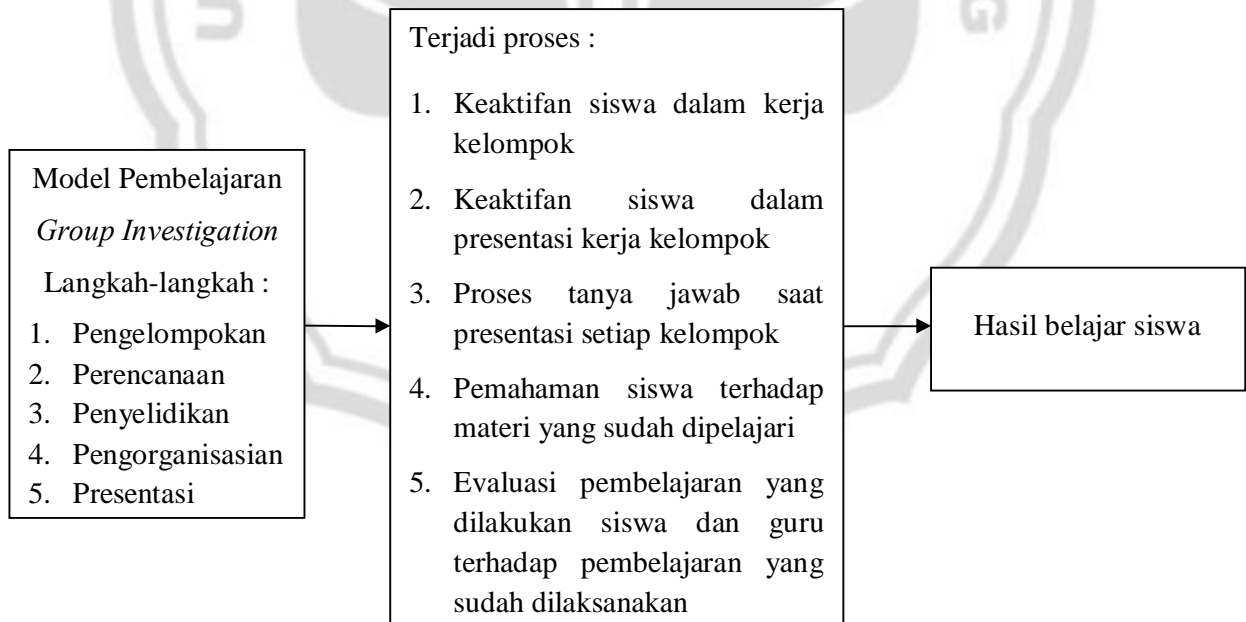 Model Pembelajaran
Group Investigation
Langkah-langkah :
1. Pengelompokan
2. Perencanaan
3. Penyelidikan
4. Pengorganisasian
5. Presentasi
Terjadi proses :
1. Keaktifan siswa dalam kerja
kelompok
2. Keaktifan siswa dalam
presentasi kerja kelompok
3. Proses tanya jawab saat
presentasi setiap kelompok
4. Pemahaman siswa terhadap
materi yang sudah dipelajari
5. Evaluasi pembelajaran yang
dilakukan siswa dan guru
terhadap pembelajaran yang
sudah dilaksanakan
Hasil belajar siswa